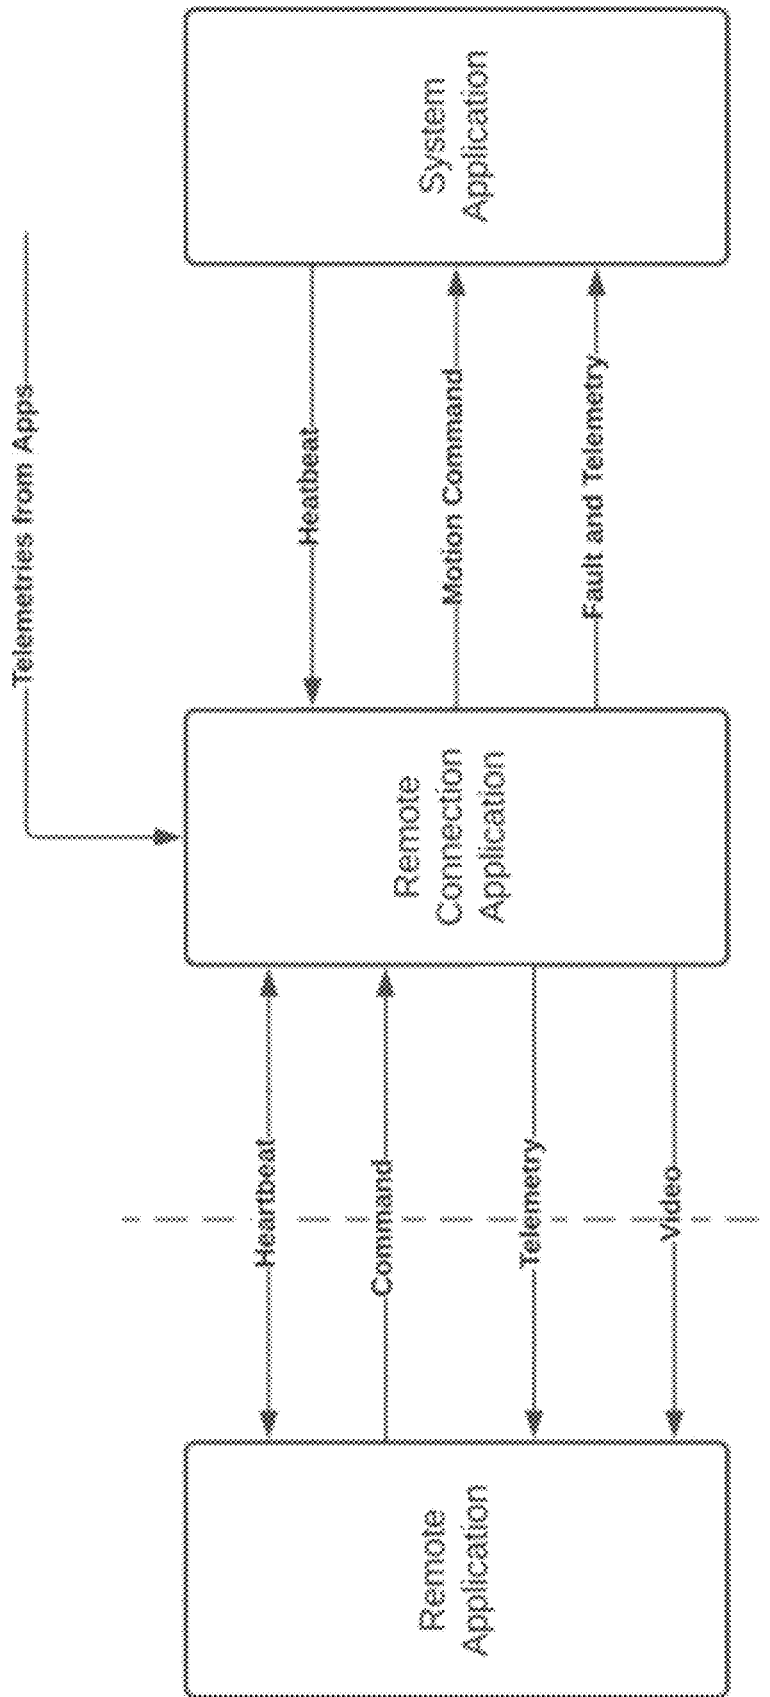 Telemetries from Apps
Remote
Application
Heartbeat
Command
Telemetry
Video
Remote
Connection
Application
Heatbeat
Motion Command
Fault and Telemetry
System
Application